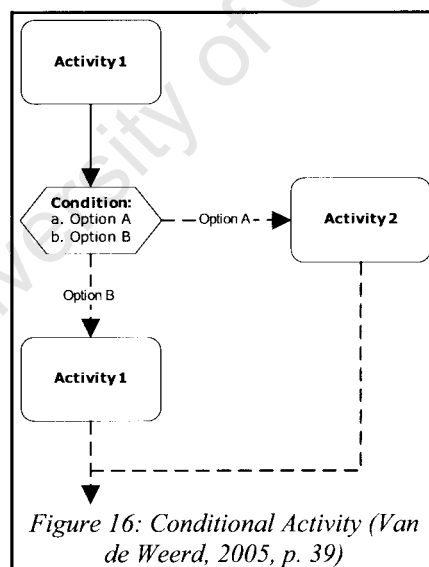 Activity 1
Condition:
a. Option A
b. Option B
Option A
Activity 2
Option B
Activity 1
Figure 16: Conditional Activity (Van
de Weerd, 2005, p. 39)